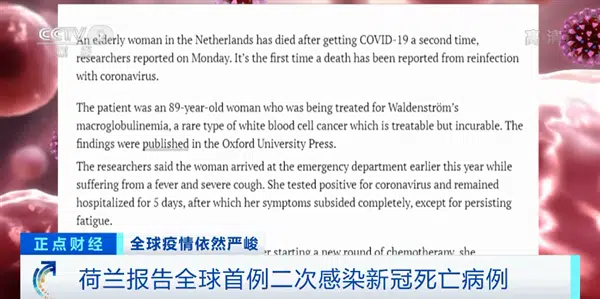 CCTV 2
财经
高清
An elderly woman in the Netherlands has died after getting COVID-19 a second time,
researchers reported on Monday. It's the first time a death has been reported from reinfection
with coronavirus.
The patient was an 89-year-old woman who was being treated for Waldenström's
macroglobulinemia, a rare type of white blood cell cancer which is treatable but incurable. The
findings were published in the Oxford University Press.
The researchers said the woman arrived at the emergency department earlier this year while
suffering from a fever and severe cough. She tested positive for coronavirus and remained
hospitalized for 5 days, after which her symptoms subsided completely, except for persisting
fatigue.
er starting a new round of chemotherapy, she
正点财经
全球疫情依然严峻
荷兰报告全球首例二次感染新冠死亡病例